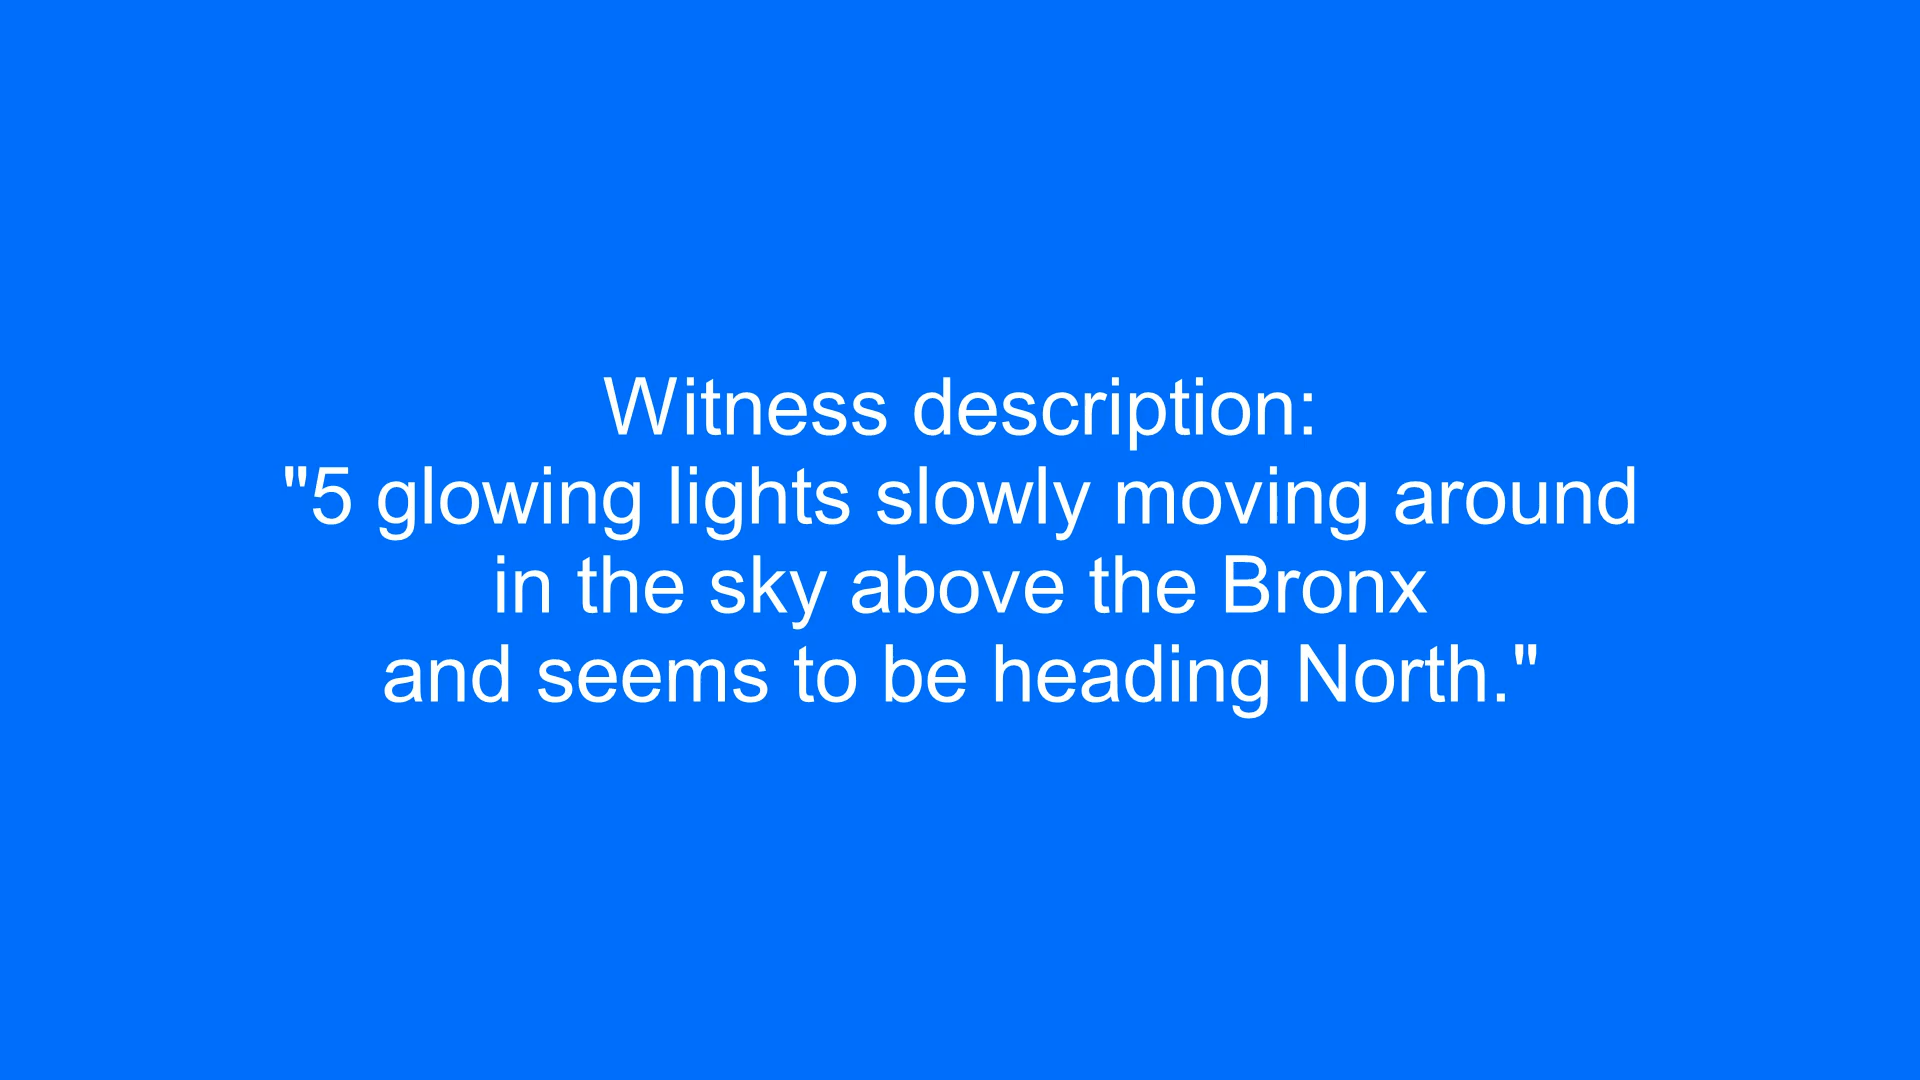 Witness description:
"5 glowing lights slowly moving around
in the sky above the Bronx
and seems to be heading North."